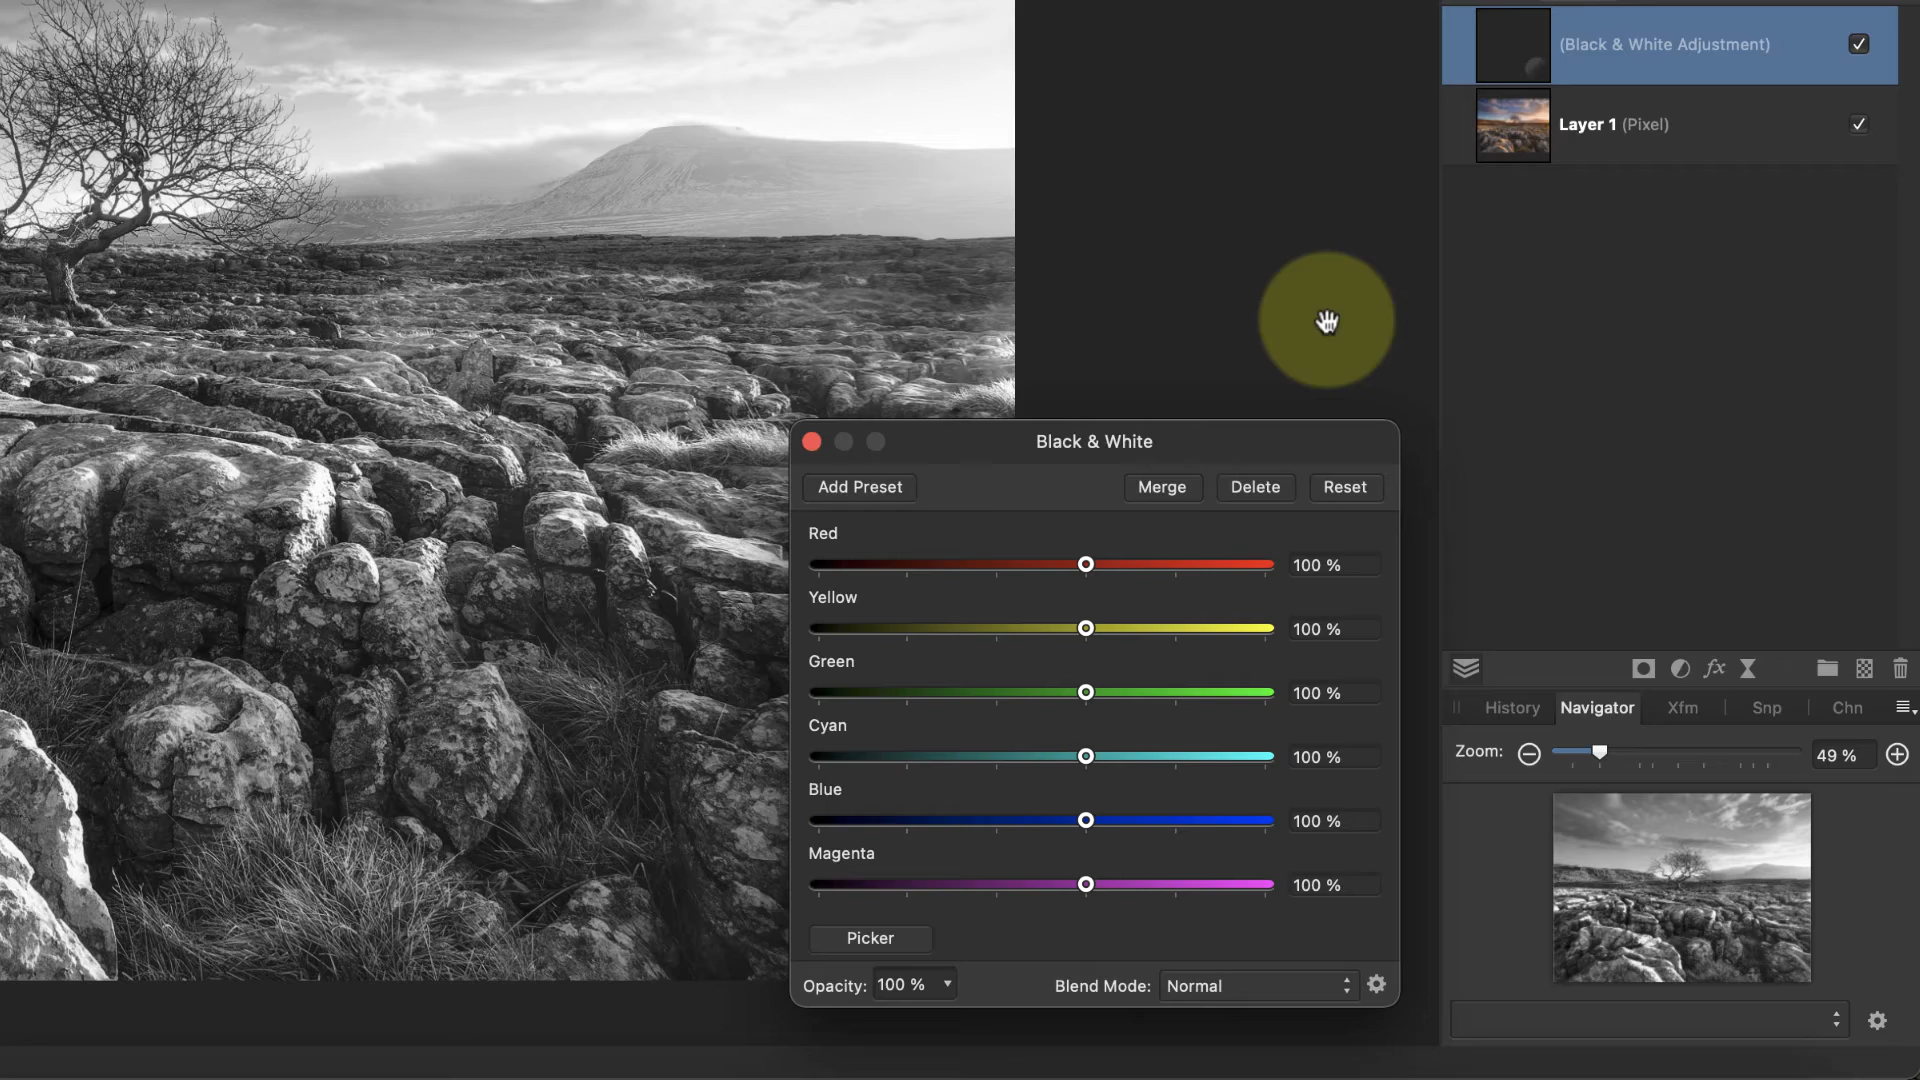 (Black & White Adjustment)
Layer 1 (Pixel)
Black & White
Add Preset
Merge
Delete
Reset
Red
100 %
Yellow
100 %
Green
100 %
Cyan
100 %
Blue
100 %
Magenta
100 %
Picker
Opacity: 100 %
Blend Mode: Normal
fx
History
Navigator
Xfm
Snp
Chn
Zoom:
49 %